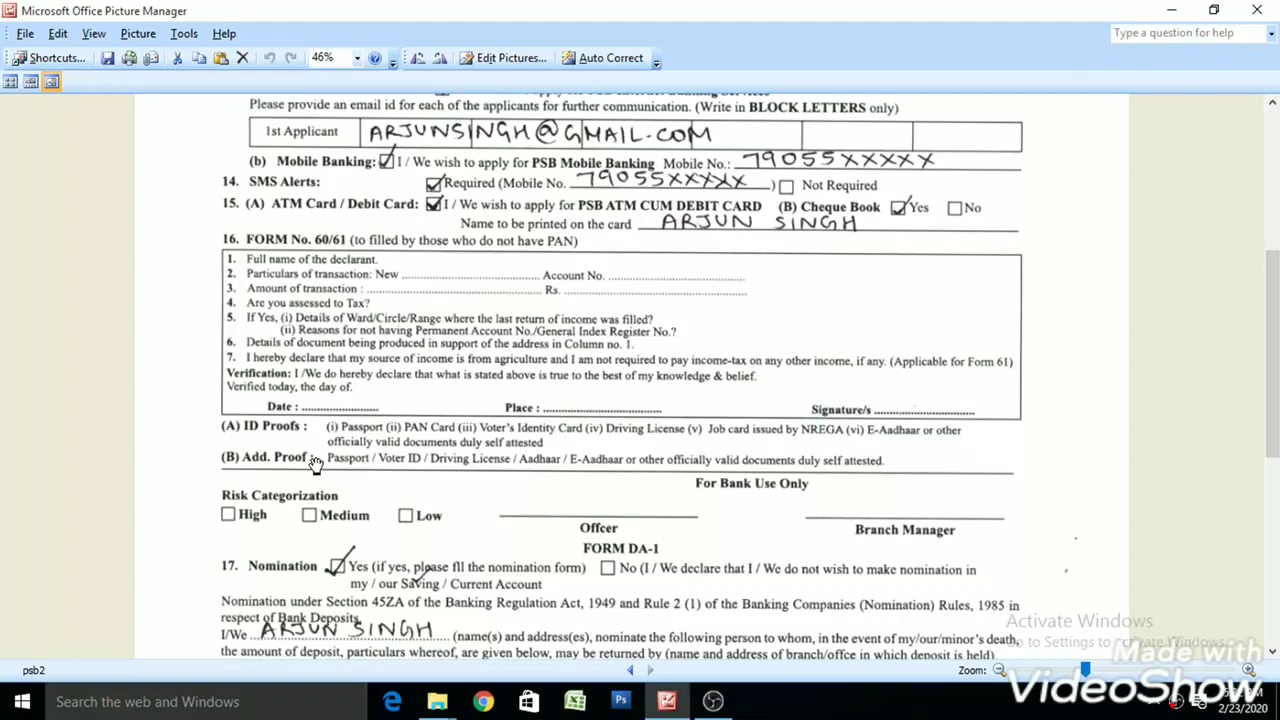 Microsoft Office Picture Manager
File Edit View Picture Tools Help
Type a question for help
Shortcuts... 46% Edit Pictures... Auto Correct
Please provide an email id for each of the applicants for further communication. (Write in BLOCK LETTERS only)
1st Applicant ARJUNSINGH@GMAIL.COM
(b) Mobile Banking: I / We wish to apply for PSB Mobile Banking Mobile No.: 79055XXXXX
14. SMS Alerts: Required (Mobile No. 79055XXXXX ) Not Required
15. (A) ATM Card / Debit Card: I / We wish to apply for PSB ATM CUM DEBIT CARD (B) Cheque Book Yes No
Name to be printed on the card ARJUN SINGH
16. FORM No. 60/61 (to filled by those who do not have PAN)
1. Full name of the declarant.
2. Particulars of transaction: New .................... Account No. ....................
3. Amount of transaction : .................... Rs. ....................
4. Are you assessed to Tax?
5. If Yes, (i) Details of Ward/Circle/Range where the last return of income was filled?
(ii) Reasons for not having Permanent Account No./General Index Register No.?
6. Details of document being produced in support of the address in Column no. 1.
7. I hereby declare that my source of income is from agriculture and I am not required to pay income-tax on any other income, if any. (Applicable for Form 61)
Verification: I /We do hereby declare that what is stated above is true to the best of my knowledge & belief.
Verified today, the day of.
Date : .................... Place : .................... Signature/s ....................
(A) ID Proofs : (i) Passport (ii) PAN Card (iii) Voter's Identity Card (iv) Driving License (v) Job card issued by NREGA (vi) E-Aadhaar or other
officially valid documents duly self attested
(B) Add. Proof : Passport / Voter ID / Driving License / Aadhaar / E-Aadhaar or other officially valid documents duly self attested.
For Bank Use Only
Risk Categorization
High Medium Low
Offcer Branch Manager
FORM DA-1
17. Nomination Yes (if yes, please fll the nomination form) No (I / We declare that I / We do not wish to make nomination in
my / our Saving / Current Account
Nomination under Section 45ZA of the Banking Regulation Act, 1949 and Rule 2 (1) of the Banking Companies (Nomination) Rules, 1985 in
respect of Bank Deposits.
I/We ARJUN SINGH (name(s) and address(es), nominate the following person to whom, in the event of my/our/minor's death,
the amount of deposit, particulars whereof, are given below, may be returned by (name and address of branch/offce in which deposit is held)
Activate Windows
Go to Settings to activate Windows.
psb2 Zoom:
Made with
VideoShow
Search the web and Windows
2/23/2020